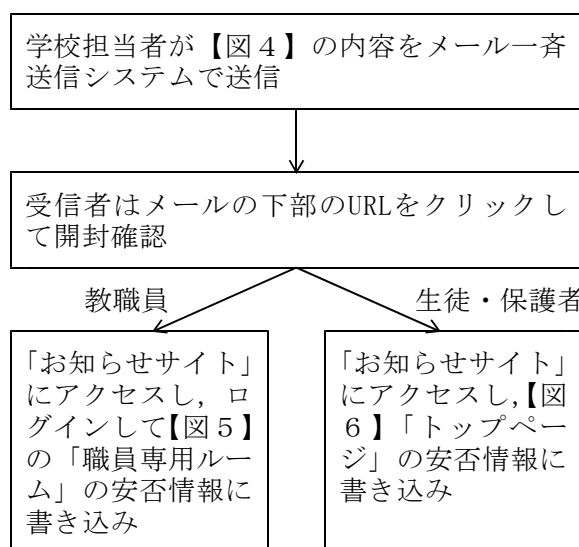 学校担当者が【図４】の内容をメール一斉
送信システムで送信
受信者はメールの下部のURLをクリックし
て開封確認
教職員
生徒・保護者
「お知らせサイト」
にアクセスし，ロ
グインして【図５】
の「職員専用ルー
ム」の安否情報に
書き込み
「お知らせサイト」
にアクセスし,【図
６】「トップペー
ジ」の安否情報に
書き込み